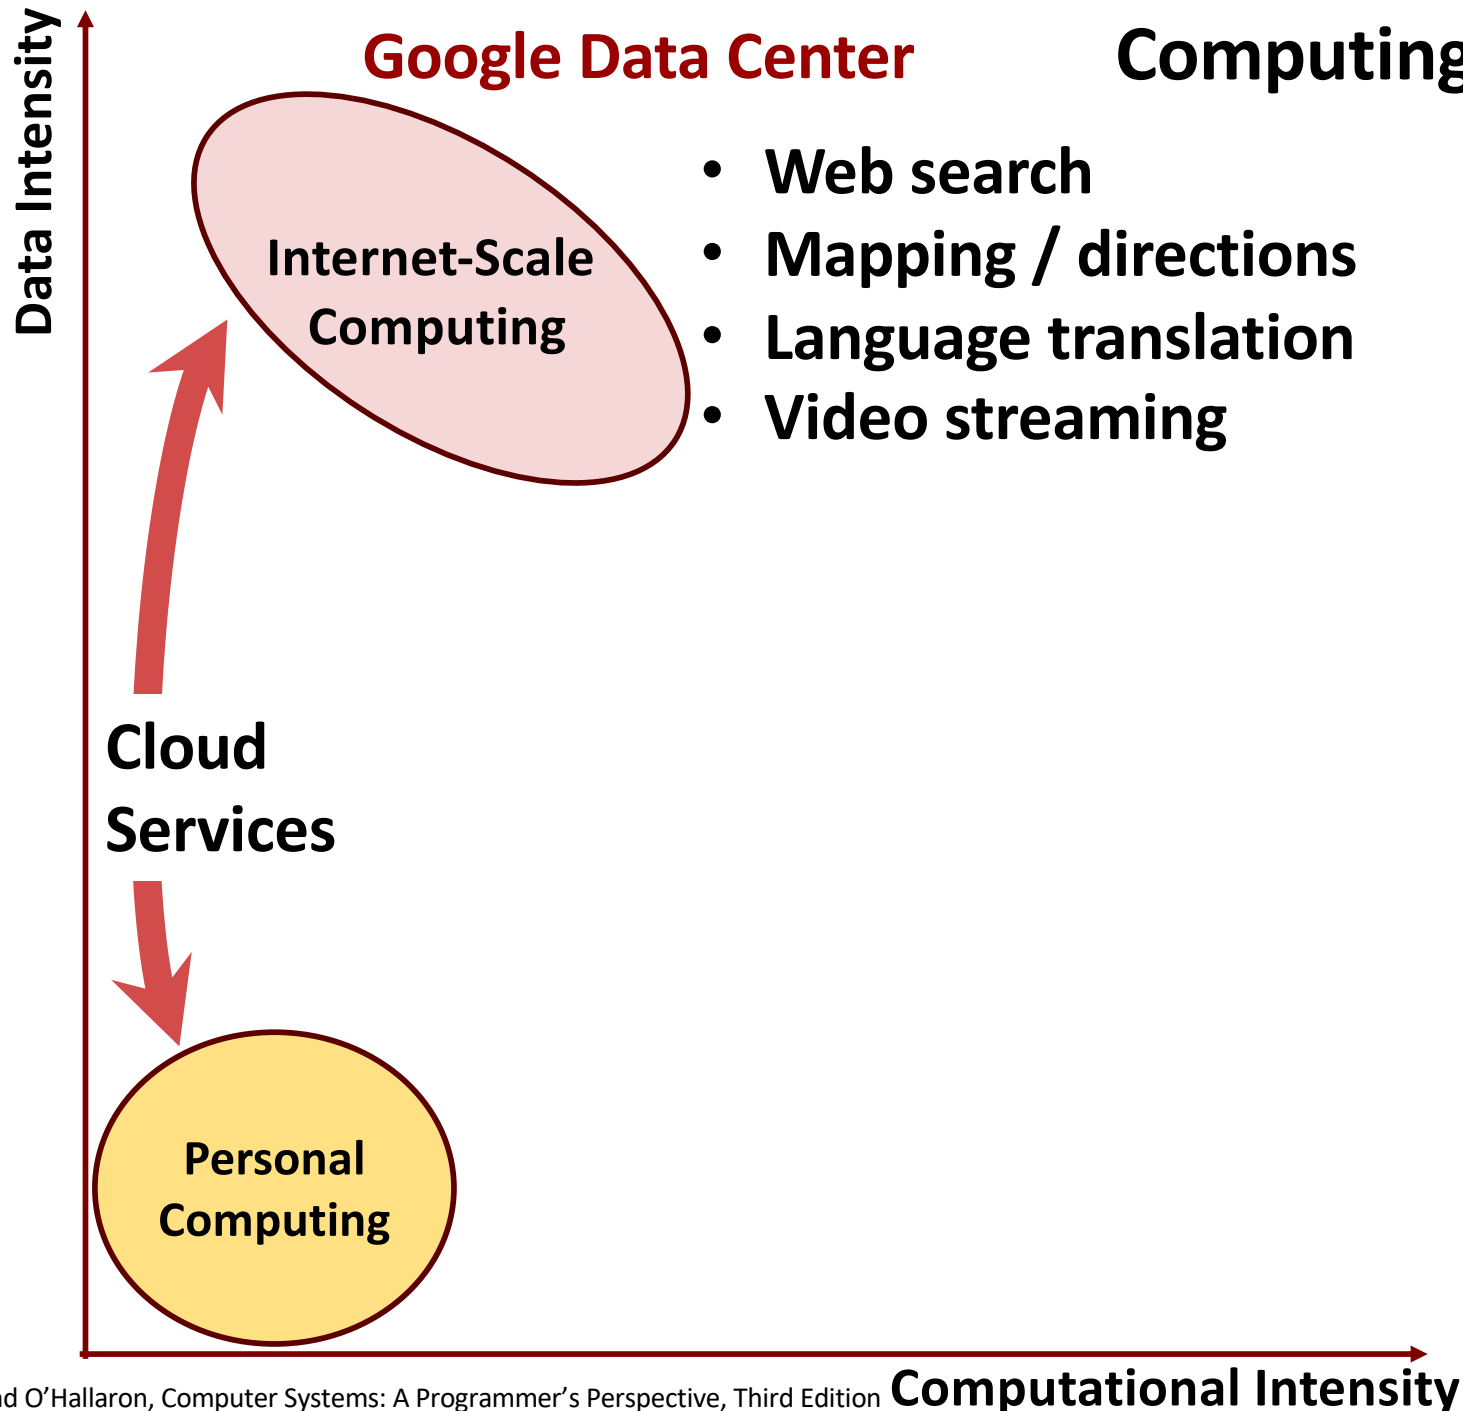 Data Intensity
Google Data Center
Computing
• Web search
• Mapping / directions
• Language translation
• Video streaming
Internet-Scale
Computing
Cloud
Services
Personal
Computing
Computational Intensity
O’Hallaron, Computer Systems: A Programmer’s Perspective, Third Edition